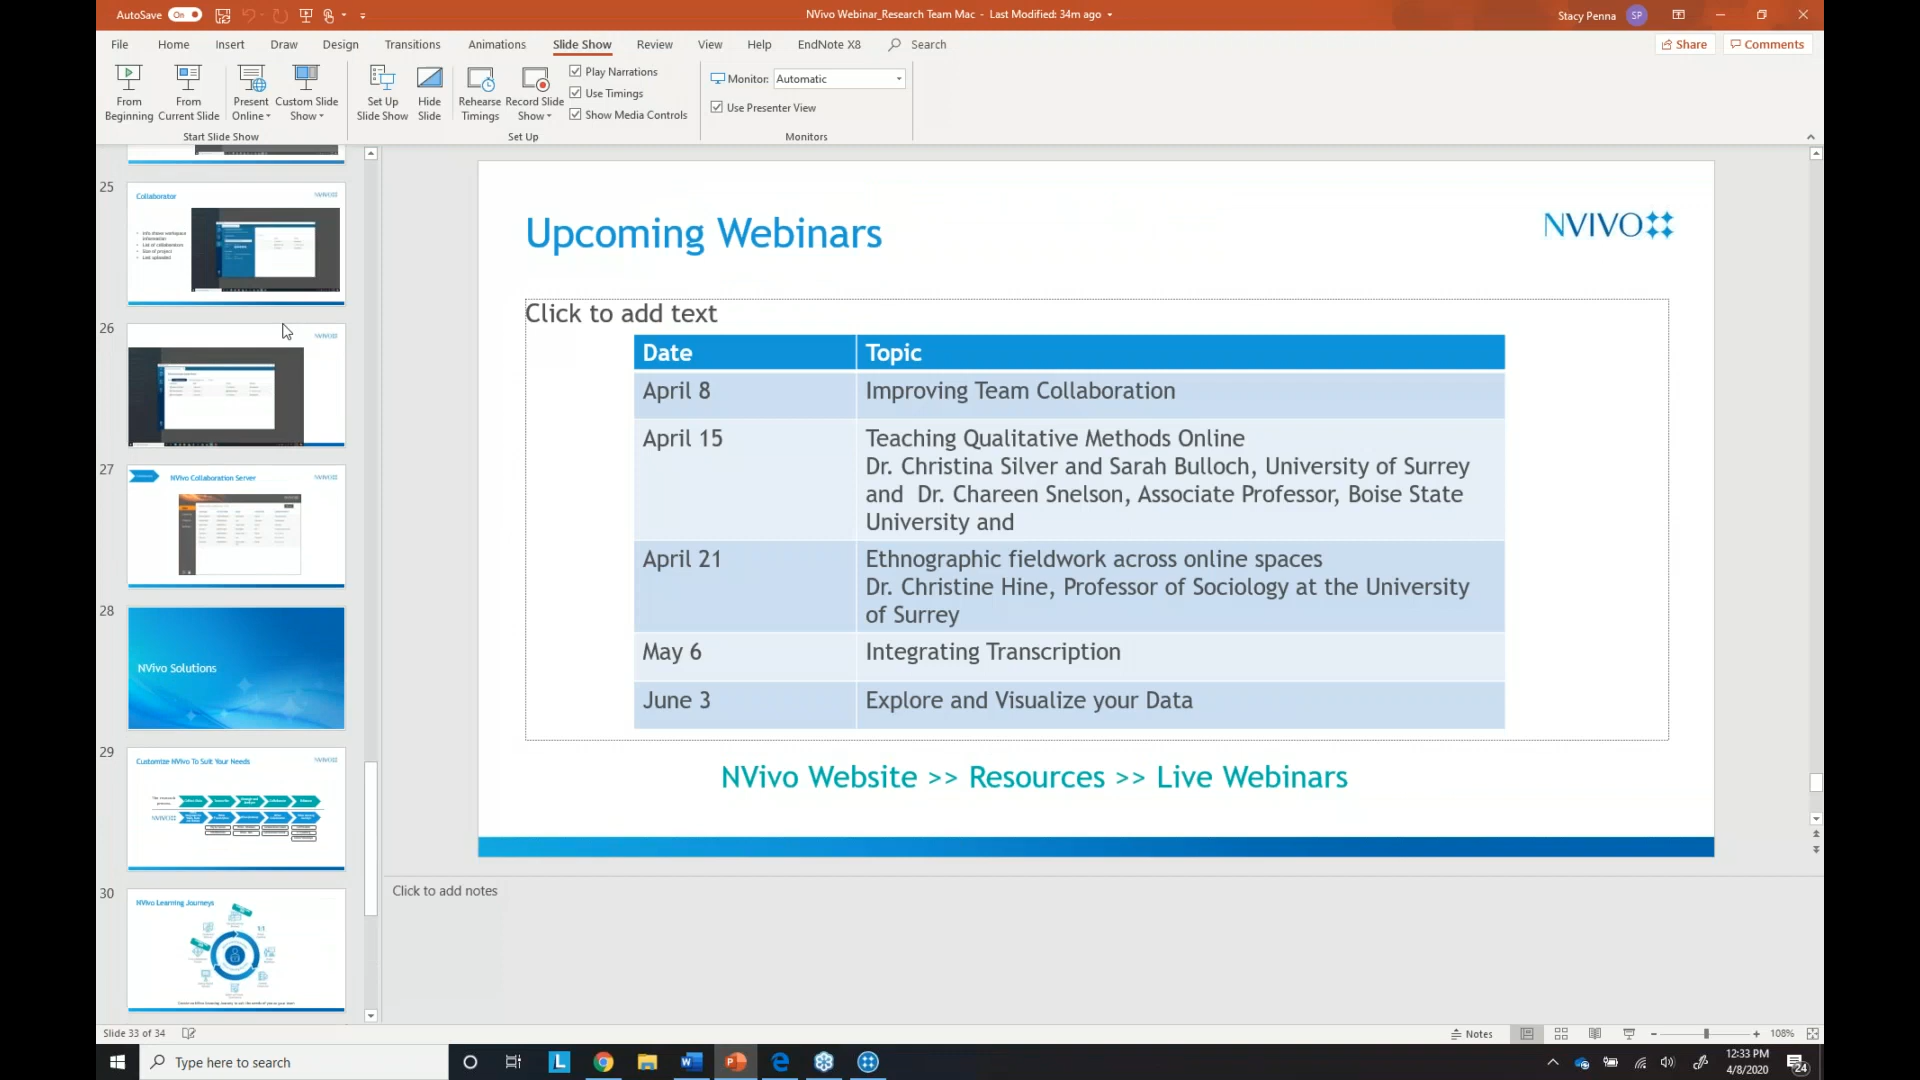 AutoSave On
NVivo Webinar_Research Team Mac - Last Modified: 34m ago
Stacy Penna SP
File Home Insert Draw Design Transitions Animations Slide Show Review View Help EndNote X8 Search
Share Comments
From Beginning
From Current Slide
Present Online
Custom Slide Show
Start Slide Show
Set Up Slide Show
Hide Slide
Rehearse Timings
Record Slide Show
Play Narrations
Use Timings
Show Media Controls
Set Up
Monitor: Automatic
Use Presenter View
Monitors
25
Collaborator
NVIVO
26
NVIVO
27
NVivo Collaboration Server
NVIVO
28
NVivo Solutions
29
Customize NVivo To Suit Your Needs
NVIVO
30
NVivo Learning Journeys
Upcoming Webinars
NVIVO
Click to add text
Date Topic
April 8 Improving Team Collaboration
April 15 Teaching Qualitative Methods Online
Dr. Christina Silver and Sarah Bulloch, University of Surrey
and Dr. Chareen Snelson, Associate Professor, Boise State
University and
April 21 Ethnographic fieldwork across online spaces
Dr. Christine Hine, Professor of Sociology at the University
of Surrey
May 6 Integrating Transcription
June 3 Explore and Visualize your Data
NVivo Website >> Resources >> Live Webinars
Click to add notes
Slide 33 of 34
Notes
108%
Type here to search
12:33 PM
4/8/2020
24